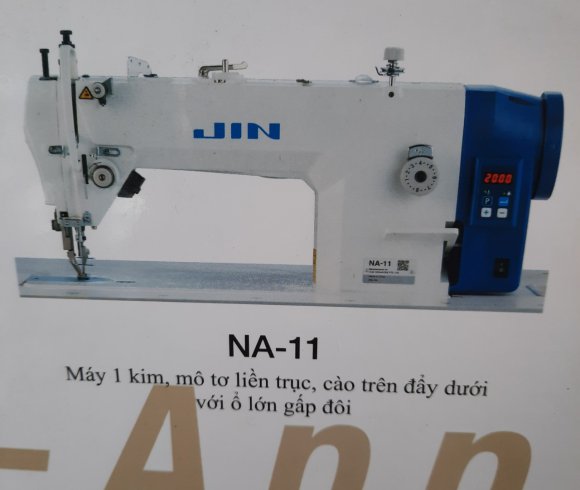 JIN
2000
P
NA-11
NA-11
Máy 1 kim, mô tơ liền trục, cào trên đẩy dưới
với ổ lớn gấp đôi
-App